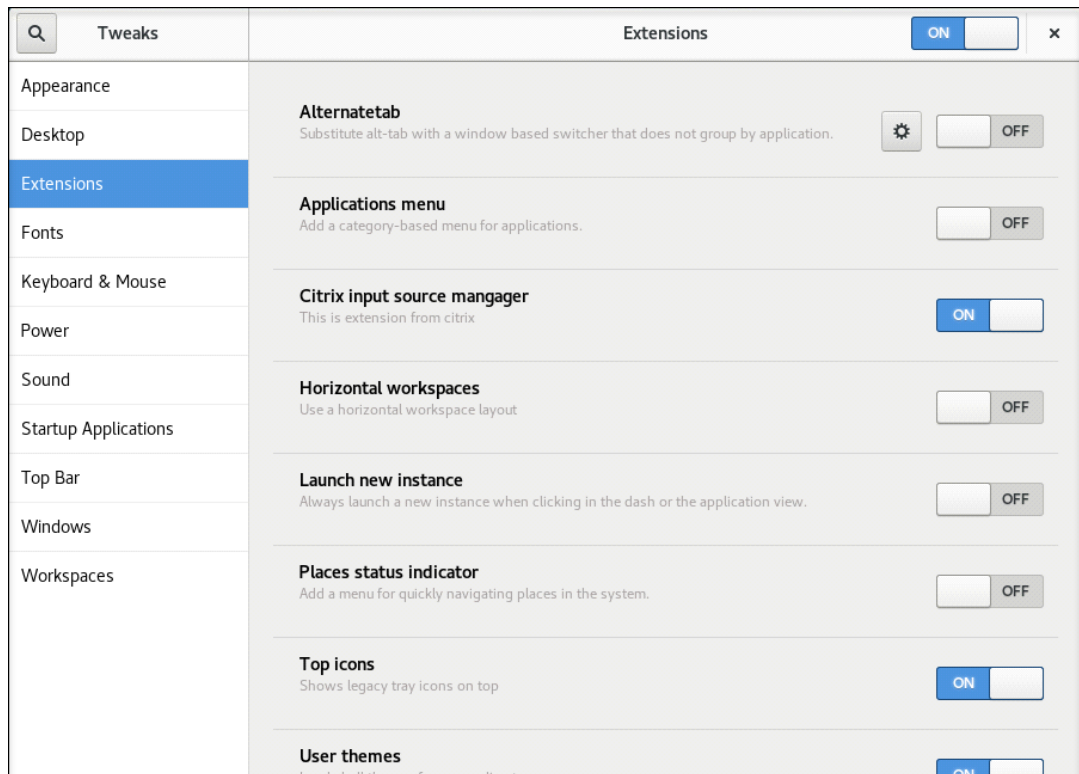 Tweaks
Extensions
ON
Appearance
Desktop
Extensions
Fonts
Keyboard & Mouse
Power
Sound
Startup Applications
Top Bar
Windows
Workspaces
Alternatetab
Substitute alt-tab with a window based switcher that does not group by application.
OFF
Applications menu
Add a category-based menu for applications.
OFF
Citrix input source mangager
This is extension from citrix
ON
Horizontal workspaces
Use a horizontal workspace layout
OFF
Launch new instance
Always launch a new instance when clicking in the dash or the application view.
OFF
Places status indicator
Add a menu for quickly navigating places in the system.
OFF
Top icons
Shows legacy tray icons on top
ON
User themes
ON